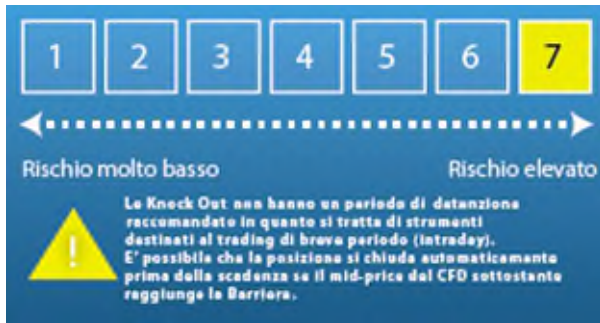 1 2 3 4 5 6 7
Rischio molto basso Rischio elevato
Le Knock Out non hanno un periodo di detenzione
raccomandato in quanto si tratta di strumenti
destinati al trading di breve periodo (intraday).
! E' possibile che la posizione si chiuda automaticamente
prima della scadenza se il mid-price del CFD sottostante
raggiunge la Barriera.